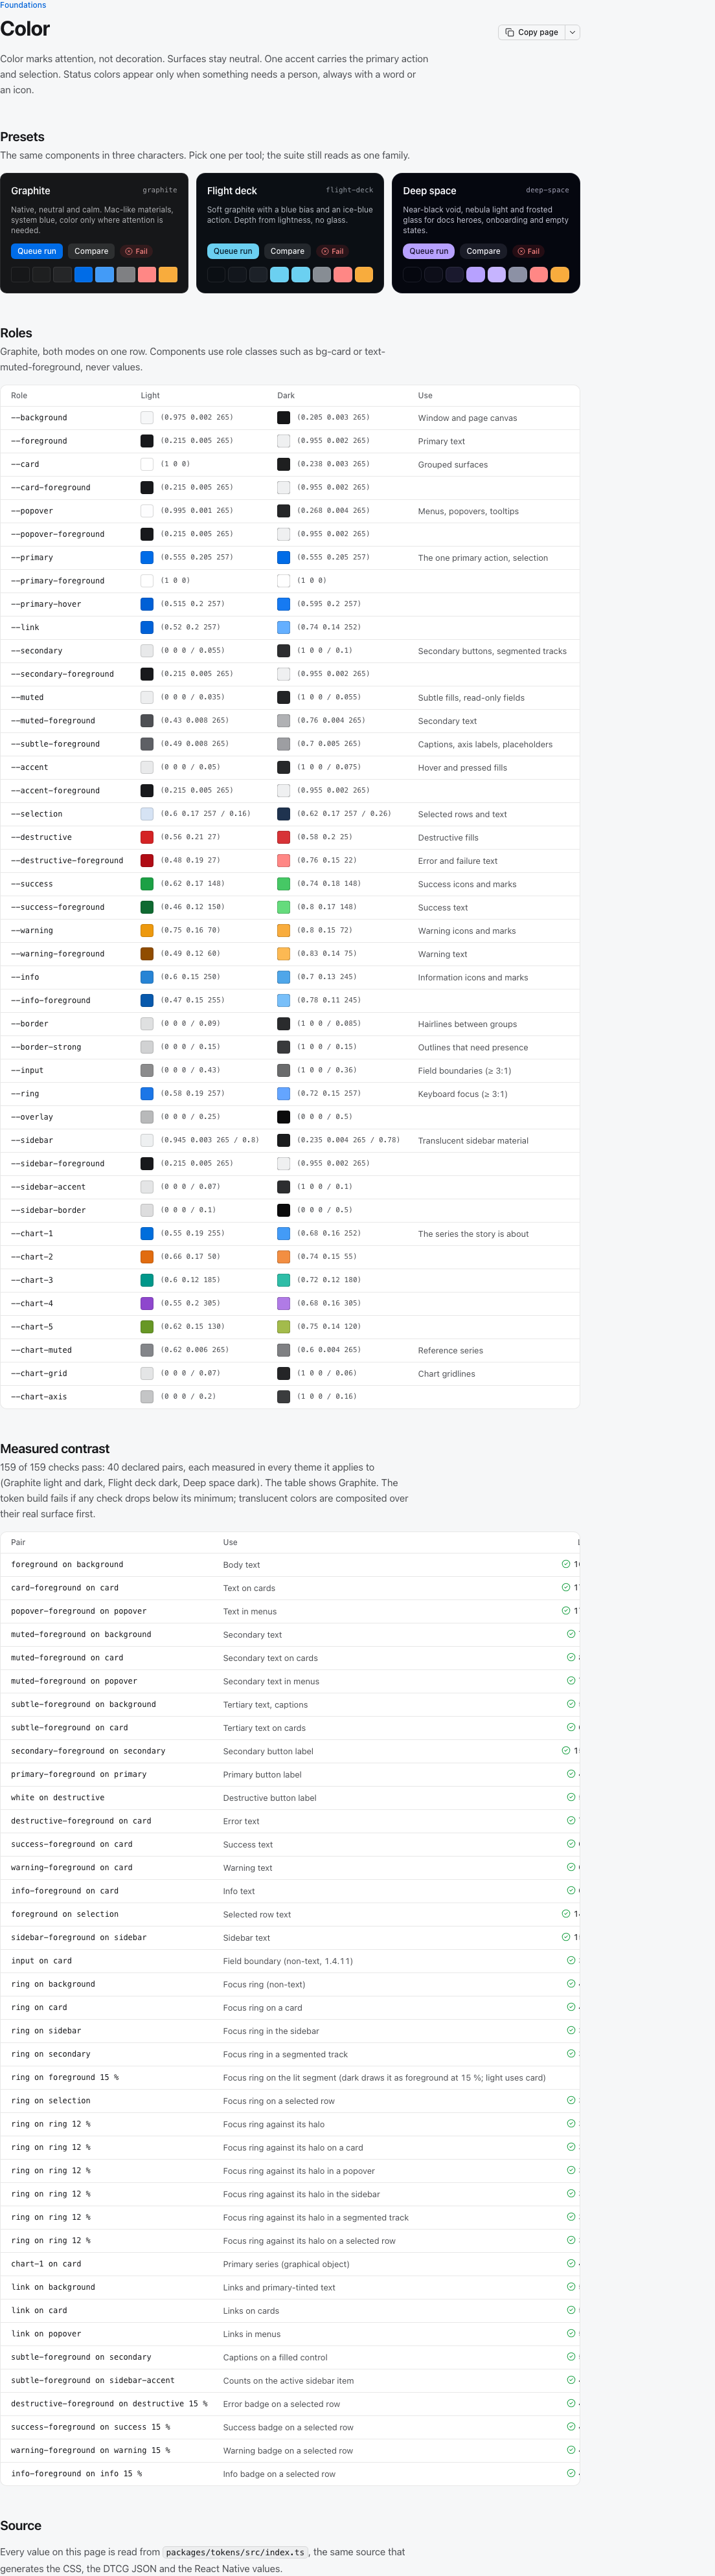 Foundations
Color
Copy page
Color marks attention, not decoration. Surfaces stay neutral. One accent carries the primary action
and selection. Status colors appear only when something needs a person, always with a word or
an icon.
Presets
The same components in three characters. Pick one per tool; the suite still reads as one family.
Graphite graphite
Native, neutral and calm. Mac-like materials,
system blue, color only where attention is
needed.
Queue run Compare Fail
Flight deck flight-deck
Soft graphite with a blue bias and an ice-blue
action. Depth from lightness, no glass.
Queue run Compare Fail
Deep space deep-space
Near-black void, nebula light and frosted
glass for docs heroes, onboarding and empty
states.
Queue run Compare Fail
Roles
Graphite, both modes on one row. Components use role classes such as bg-card or text-
muted-foreground, never values.
Role Light Dark Use
--background (0.975 0.002 265) (0.205 0.003 265) Window and page canvas
--foreground (0.215 0.005 265) (0.955 0.002 265) Primary text
--card (1 0 0) (0.238 0.003 265) Grouped surfaces
--card-foreground (0.215 0.005 265) (0.955 0.002 265)
--popover (0.995 0.001 265) (0.268 0.004 265) Menus, popovers, tooltips
--popover-foreground (0.215 0.005 265) (0.955 0.002 265)
--primary (0.555 0.205 257) (0.555 0.205 257) The one primary action, selection
--primary-foreground (1 0 0) (1 0 0)
--primary-hover (0.515 0.2 257) (0.595 0.2 257)
--link (0.52 0.2 257) (0.74 0.14 252)
--secondary (0 0 0 / 0.055) (1 0 0 / 0.1) Secondary buttons, segmented tracks
--secondary-foreground (0.215 0.005 265) (0.955 0.002 265)
--muted (0 0 0 / 0.035) (1 0 0 / 0.055) Subtle fills, read-only fields
--muted-foreground (0.43 0.008 265) (0.76 0.004 265) Secondary text
--subtle-foreground (0.49 0.008 265) (0.7 0.005 265) Captions, axis labels, placeholders
--accent (0 0 0 / 0.05) (1 0 0 / 0.075) Hover and pressed fills
--accent-foreground (0.215 0.005 265) (0.955 0.002 265)
--selection (0.6 0.17 257 / 0.16) (0.62 0.17 257 / 0.26) Selected rows and text
--destructive (0.56 0.21 27) (0.58 0.2 25) Destructive fills
--destructive-foreground (0.48 0.19 27) (0.76 0.15 22) Error and failure text
--success (0.62 0.17 148) (0.74 0.18 148) Success icons and marks
--success-foreground (0.46 0.12 150) (0.8 0.17 148) Success text
--warning (0.75 0.16 70) (0.8 0.15 72) Warning icons and marks
--warning-foreground (0.49 0.12 60) (0.83 0.14 75) Warning text
--info (0.6 0.15 250) (0.7 0.13 245) Information icons and marks
--info-foreground (0.47 0.15 255) (0.78 0.11 245)
--border (0 0 0 / 0.09) (1 0 0 / 0.085) Hairlines between groups
--border-strong (0 0 0 / 0.15) (1 0 0 / 0.15) Outlines that need presence
--input (0 0 0 / 0.43) (1 0 0 / 0.36) Field boundaries (≥ 3:1)
--ring (0.58 0.19 257) (0.72 0.15 257) Keyboard focus (≥ 3:1)
--overlay (0 0 0 / 0.25) (0 0 0 / 0.5)
--sidebar (0.945 0.003 265 / 0.8) (0.235 0.004 265 / 0.78) Translucent sidebar material
--sidebar-foreground (0.215 0.005 265) (0.955 0.002 265)
--sidebar-accent (0 0 0 / 0.07) (1 0 0 / 0.1)
--sidebar-border (0 0 0 / 0.1) (0 0 0 / 0.5)
--chart-1 (0.55 0.19 255) (0.68 0.16 252) The series the story is about
--chart-2 (0.66 0.17 50) (0.74 0.15 55)
--chart-3 (0.6 0.12 185) (0.72 0.12 180)
--chart-4 (0.55 0.2 305) (0.68 0.16 305)
--chart-5 (0.62 0.15 130) (0.75 0.14 120)
--chart-muted (0.62 0.006 265) (0.6 0.004 265) Reference series
--chart-grid (0 0 0 / 0.07) (1 0 0 / 0.06) Chart gridlines
--chart-axis (0 0 0 / 0.2) (1 0 0 / 0.16)
Measured contrast
159 of 159 checks pass: 40 declared pairs, each measured in every theme it applies to
(Graphite light and dark, Flight deck dark, Deep space dark). The table shows Graphite. The
token build fails if any check drops below its minimum; translucent colors are composited over
their real surface first.
Pair Use
foreground on background Body text
card-foreground on card Text on cards
popover-foreground on popover Text in menus
muted-foreground on background Secondary text
muted-foreground on card Secondary text on cards
muted-foreground on popover Secondary text in menus
subtle-foreground on background Tertiary text, captions
subtle-foreground on card Tertiary text on cards
secondary-foreground on secondary Secondary button label
primary-foreground on primary Primary button label
white on destructive Destructive button label
destructive-foreground on card Error text
success-foreground on card Success text
warning-foreground on card Warning text
info-foreground on card Info text
foreground on selection Selected row text
sidebar-foreground on sidebar Sidebar text
input on card Field boundary (non-text, 1.4.11)
ring on background Focus ring (non-text)
ring on card Focus ring on a card
ring on sidebar Focus ring in the sidebar
ring on secondary Focus ring in a segmented track
ring on foreground 15 % Focus ring on the lit segment (dark draws it as foreground at 15 %; light uses card)
ring on selection Focus ring on a selected row
ring on ring 12 % Focus ring against its halo
ring on ring 12 % Focus ring against its halo on a card
ring on ring 12 % Focus ring against its halo in a popover
ring on ring 12 % Focus ring against its halo in the sidebar
ring on ring 12 % Focus ring against its halo in a segmented track
ring on ring 12 % Focus ring against its halo on a selected row
chart-1 on card Primary series (graphical object)
link on background Links and primary-tinted text
link on card Links on cards
link on popover Links in menus
subtle-foreground on secondary Captions on a filled control
subtle-foreground on sidebar-accent Counts on the active sidebar item
destructive-foreground on destructive 15 % Error badge on a selected row
success-foreground on success 15 % Success badge on a selected row
warning-foreground on warning 15 % Warning badge on a selected row
info-foreground on info 15 % Info badge on a selected row
Source
Every value on this page is read from packages/tokens/src/index.ts, the same source that
generates the CSS, the DTCG JSON and the React Native values.